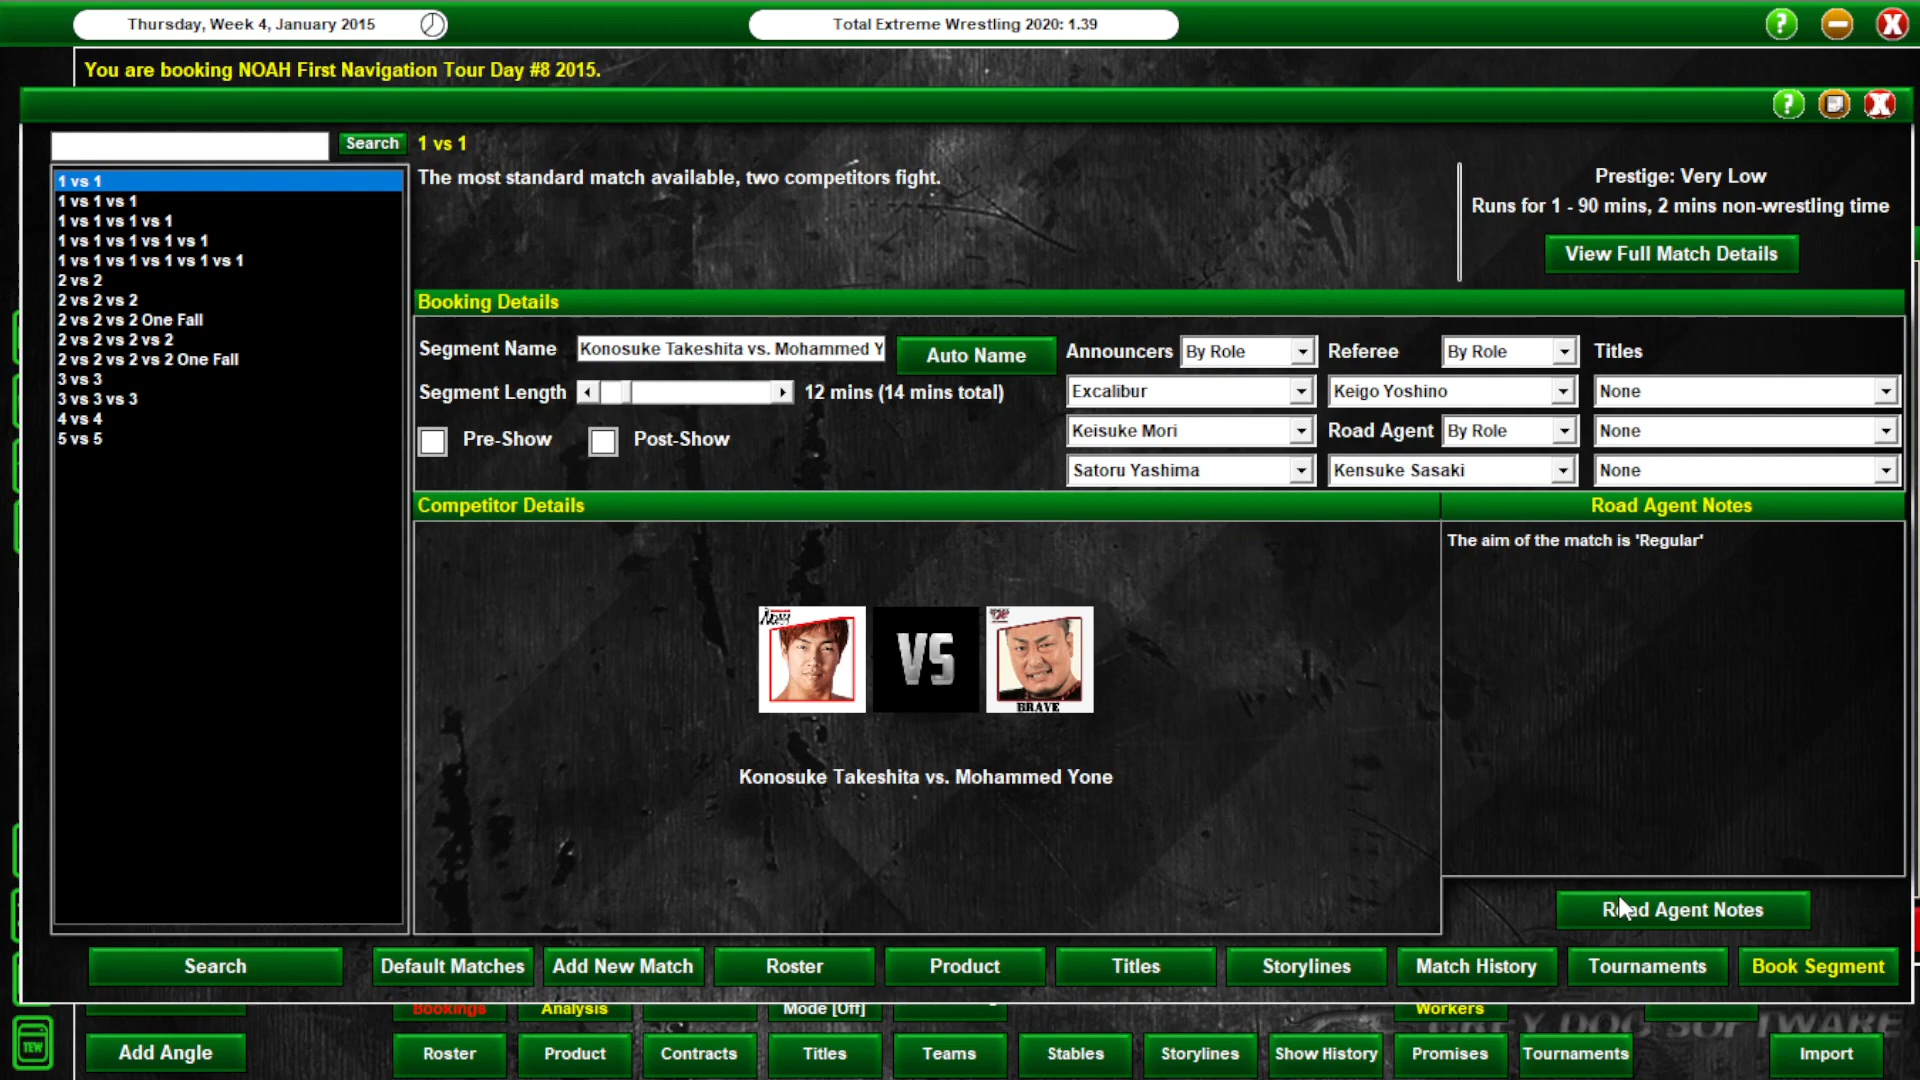 Thursday, Week 4, January 2015
Total Extreme Wrestling 2020: 1.39
You are booking NOAH First Navigation Tour Day #8 2015.
Search
1 vs 1
1 vs 1
1 vs 1 vs 1
1 vs 1 vs 1 vs 1
1 vs 1 vs 1 vs 1 vs 1
1 vs 1 vs 1 vs 1 vs 1 vs 1
2 vs 2
2 vs 2 vs 2
2 vs 2 vs 2 One Fall
2 vs 2 vs 2 vs 2
2 vs 2 vs 2 vs 2 One Fall
3 vs 3
3 vs 3 vs 3
4 vs 4
5 vs 5
The most standard match available, two competitors fight.
Prestige: Very Low
Runs for 1 - 90 mins, 2 mins non-wrestling time
View Full Match Details
Booking Details
Segment Name Konosuke Takeshita vs. Mohammed Y Auto Name
Segment Length 12 mins (14 mins total)
Pre-Show Post-Show
Announcers By Role
Excalibur
Keisuke Mori
Satoru Yashima
Referee By Role
Keigo Yoshino
Road Agent By Role
Kensuke Sasaki
Titles
None
None
None
Competitor Details
VS
BRAVE
Konosuke Takeshita vs. Mohammed Yone
Road Agent Notes
The aim of the match is 'Regular'
Road Agent Notes
Search Default Matches Add New Match Roster Product Titles Storylines Match History Tournaments Book Segment
Bookings Analysis Mode [Off] Workers
GREY DOG SOFTWARE
TEW
Add Angle Roster Product Contracts Titles Teams Stables Storylines Show History Promises Tournaments Import